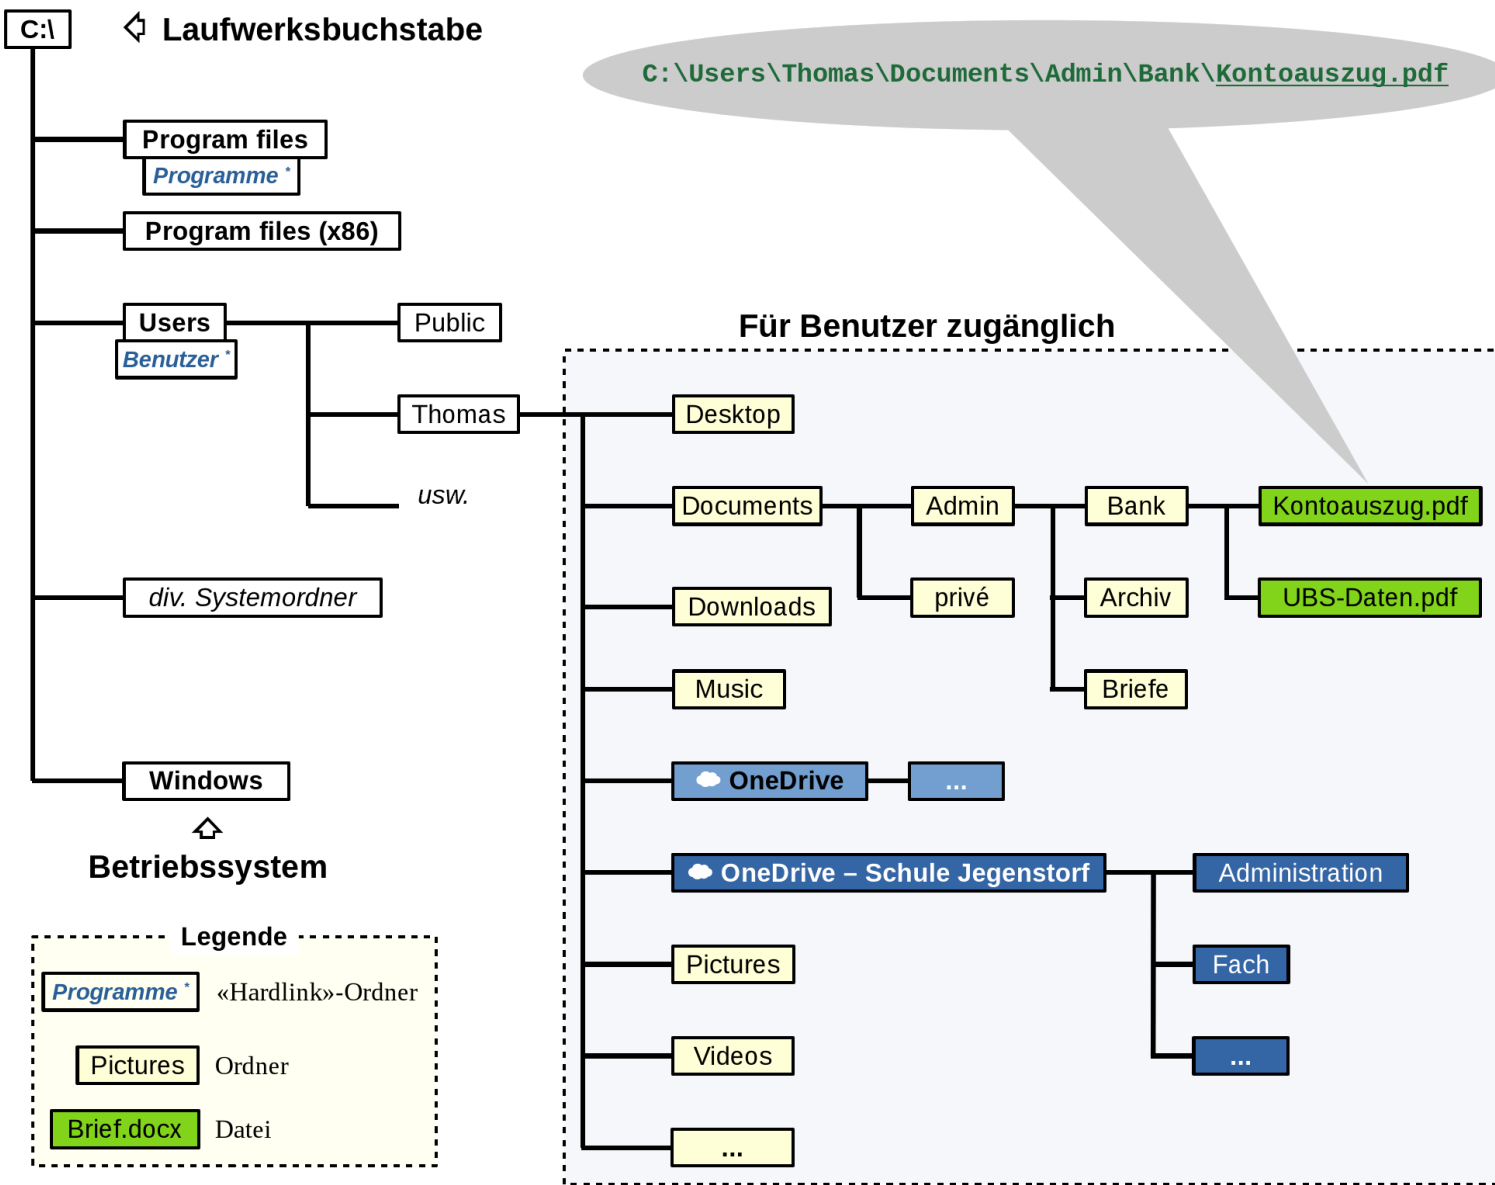 C:\
Laufwerksbuchstabe
C:\Users\Thomas\Documents\Admin\Bank\Kontoauszug.pdf
Program files
Programme *
Program files (x86)
Users
Benutzer *
Public
Thomas
usw.
div. Systemordner
Windows
Betriebssystem
Für Benutzer zugänglich
Desktop
Documents
Admin
Bank
Kontoauszug.pdf
privé
Archiv
UBS-Daten.pdf
Downloads
Music
Briefe
OneDrive
...
OneDrive – Schule Jegenstorf
Administration
Pictures
Fach
Videos
...
...
Legende
Programme *
«Hardlink»-Ordner
Pictures
Ordner
Brief.docx
Datei